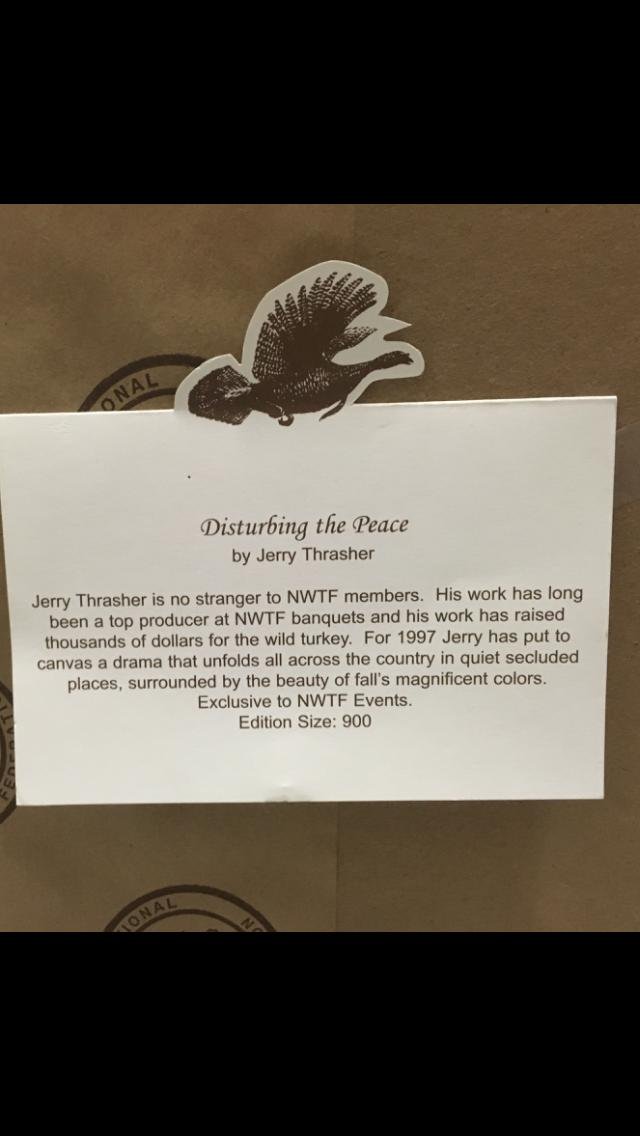 ONAL
Disturbing the Peace
by Jerry Thrasher
Jerry Thrasher is no stranger to NWTF members. His work has long
been a top producer at NWTF banquets and his work has raised
thousands of dollars for the wild turkey. For 1997 Jerry has put to
canvas a drama that unfolds all across the country in quiet secluded
places, surrounded by the beauty of fall's magnificent colors.
Exclusive to NWTF Events.
Edition Size: 900
FEDERATI
IONAL